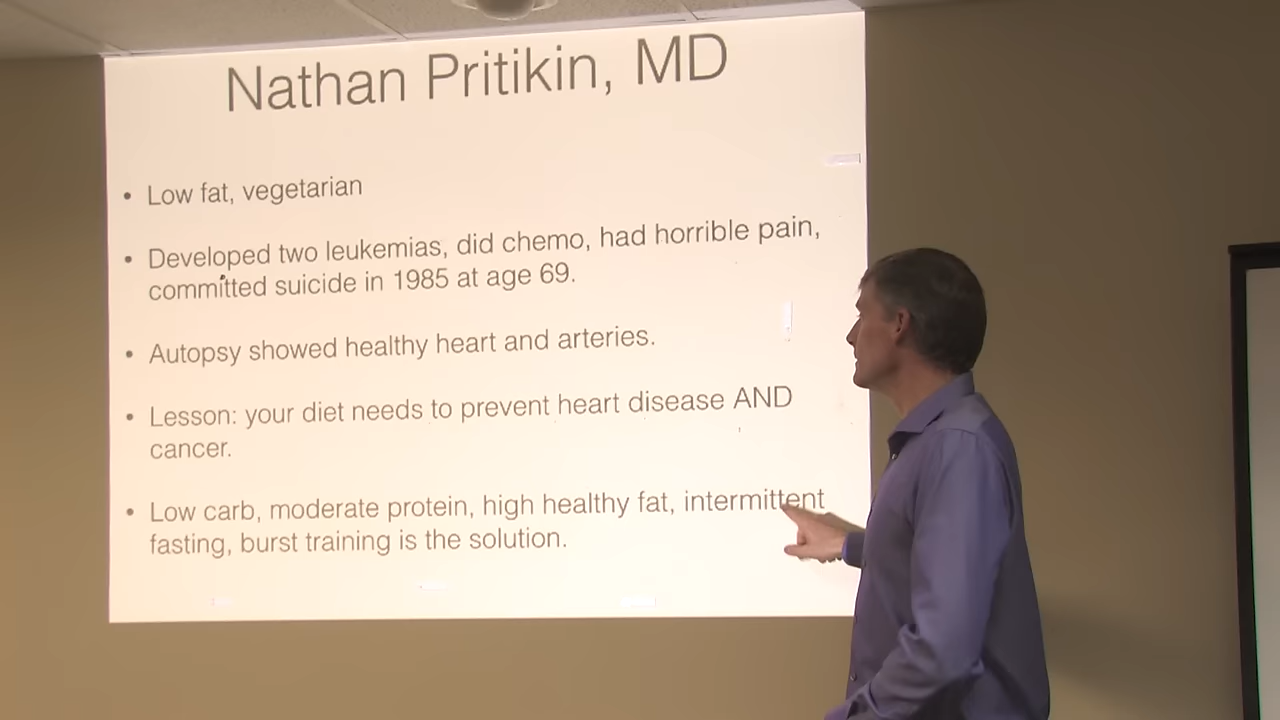 Nathan Pritikin, MD
• Low fat, vegetarian
• Developed two leukemias, did chemo, had horrible pain,
committed suicide in 1985 at age 69.
• Autopsy showed healthy heart and arteries.
• Lesson: your diet needs to prevent heart disease AND
cancer.
• Low carb, moderate protein, high healthy fat, intermittent
fasting, burst training is the solution.